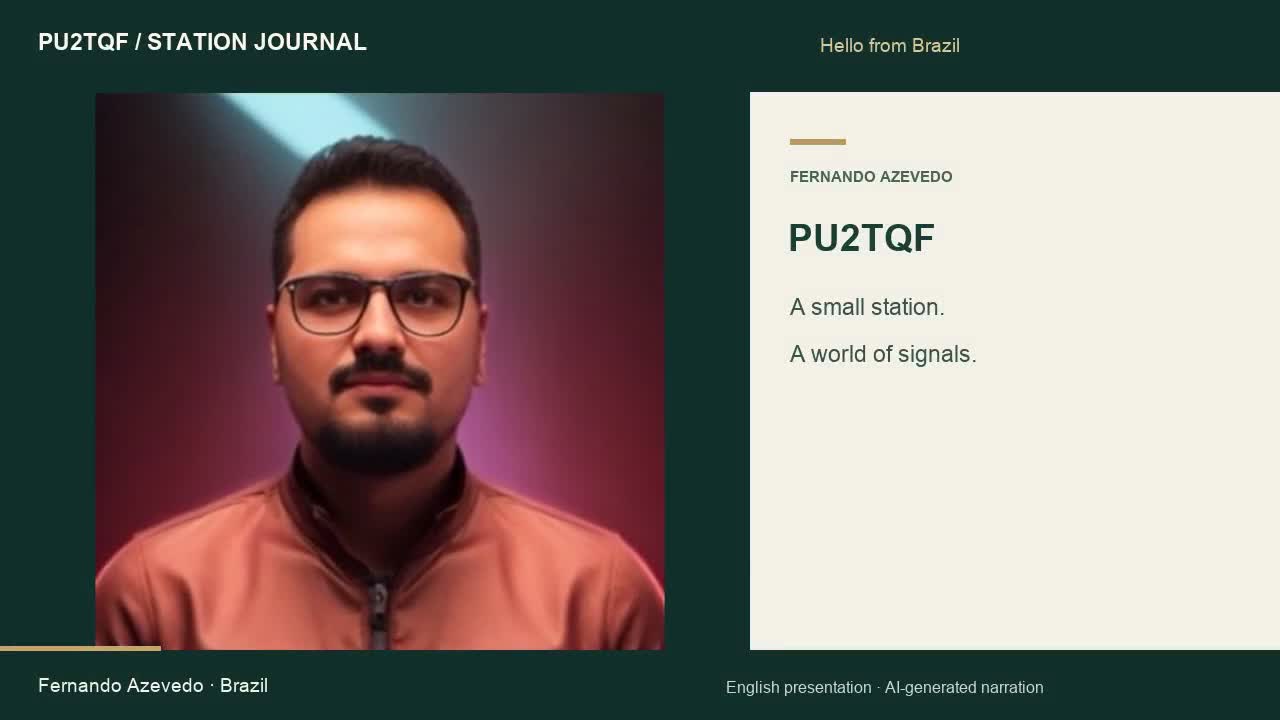 PU2TQF / STATION JOURNAL
Hello from Brazil
FERNANDO AZEVEDO
PU2TQF
A small station.
A world of signals.
Fernando Azevedo · Brazil
English presentation · AI-generated narration